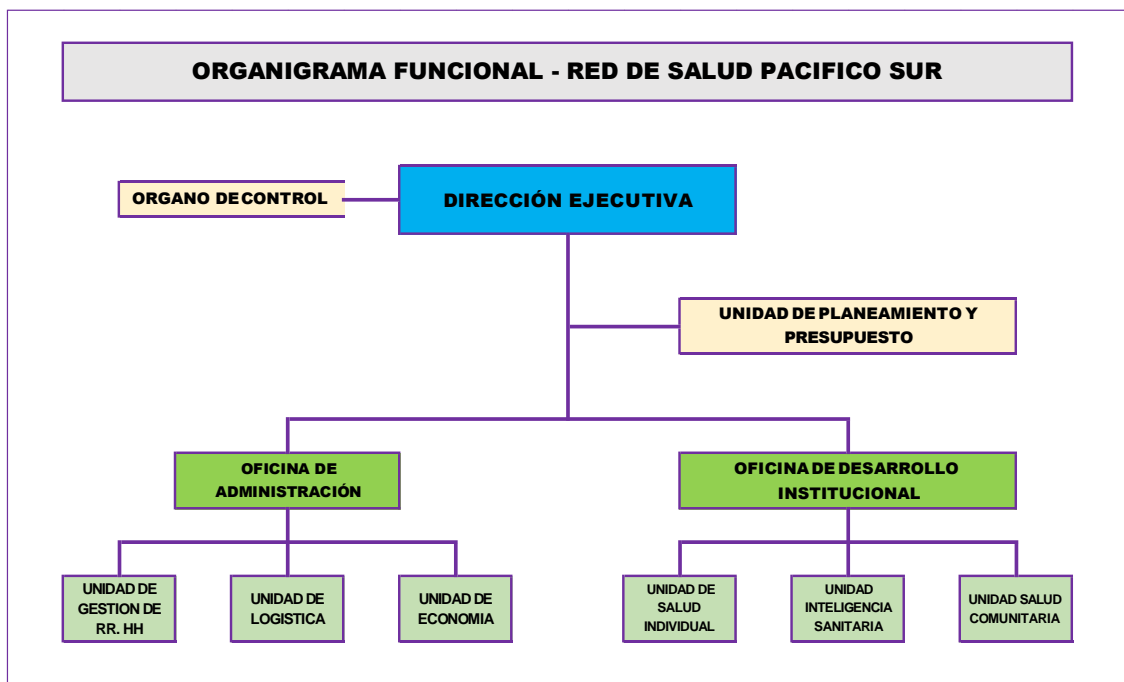 ORGANIGRAMA FUNCIONAL - RED DE SALUD PACIFICO SUR
ORGANO DE CONTROL
DIRECCIÓN EJECUTIVA
UNIDAD DE PLANEAMIENTO Y
PRESUPUESTO
OFICINA DE
ADMINISTRACIÓN
OFICINA DE DESARROLLO
INSTITUCIONAL
UNIDAD DE
GESTION DE
RR. HH
UNIDAD DE
LOGISTICA
UNIDAD DE
ECONOMIA
UNIDAD DE
SALUD
INDIVIDUAL
UNIDAD
INTELIGENCIA
SANITARIA
UNIDAD SALUD
COMUNITARIA